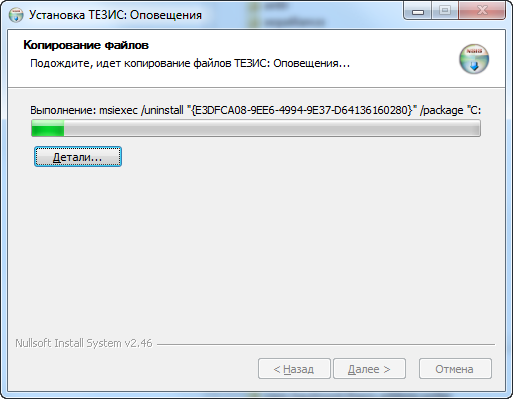 Установка ТЕЗИС: Оповещения
Копирование файлов
Подождите, идет копирование файлов ТЕЗИС: Оповещения...
Выполнение: msiexec /uninstall "{E3DFCA08-9EE6-4994-9E37-D64136160280}" /package "C:
Детали...
Nullsoft Install System v2.46
< Назад
Далее >
Отмена